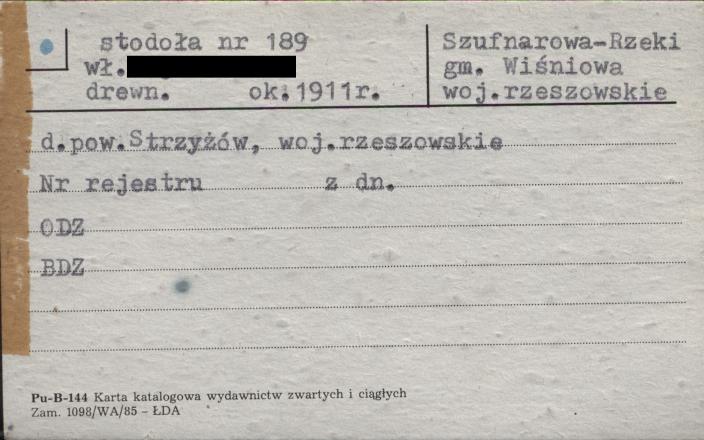 stodoła nr 189
wł.
drewn. ok.1911r.
Szufnarowa-Rzeki
gm. Wiśniowa
woj.rzeszowskie
d.pow.Strzyżów, woj.rzeszowskie
Nr rejestru z dn.
ODZ
BDZ
Pu-B-144 Karta katalogowa wydawnictw zwartych i ciągłych
Zam. 1098/WA/85 – ŁDA